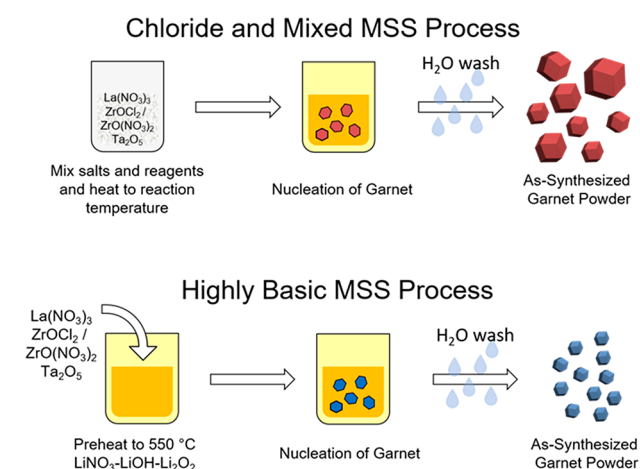 Chloride and Mixed MSS Process
H₂O wash
La(NO₃)₃
ZrOCl₂ /
ZrO(NO₃)₂
Ta₂O₅
Mix salts and reagents
and heat to reaction
temperature
Nucleation of Garnet
As-Synthesized
Garnet Powder
Highly Basic MSS Process
La(NO₃)₃
ZrOCl₂ /
ZrO(NO₃)₂
Ta₂O₅
H₂O wash
Preheat to 550 °C
LiNO₃-LiOH-Li₂O₂
Nucleation of Garnet
As-Synthesized
Garnet Powder